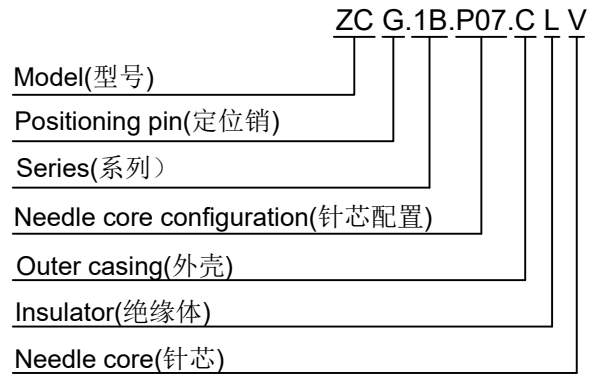 ZC G.1B.P07.C L V
Model(型号)
Positioning pin(定位销)
Series(系列）
Needle core configuration(针芯配置)
Outer casing(外壳)
Insulator(绝缘体)
Needle core(针芯)